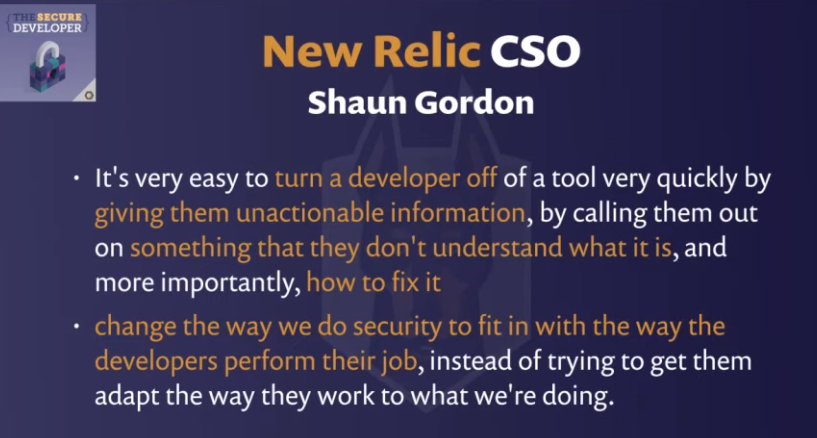 {THE SECURE
DEVELOPER}
New Relic CSO
Shaun Gordon
• It's very easy to turn a developer off of a tool very quickly by
giving them unactionable information, by calling them out
on something that they don't understand what it is, and
more importantly, how to fix it
• change the way we do security to fit in with the way the
developers perform their job, instead of trying to get them
adapt the way they work to what we're doing.